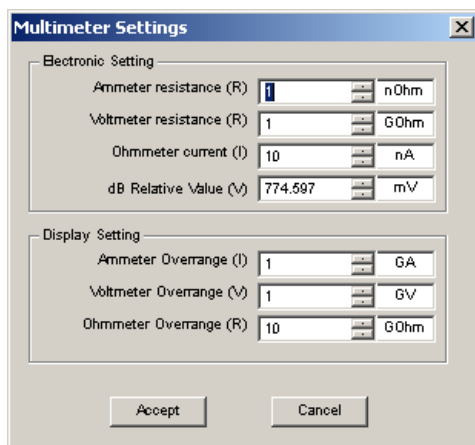 Multimeter Settings
Electronic Setting
Ammeter resistance (R) 1 nOhm
Voltmeter resistance (R) 1 GOhm
Ohmmeter current (I) 10 nA
dB Relative Value (V) 774.597 mV
Display Setting
Ammeter Overrange (I) 1 GA
Voltmeter Overrange (V) 1 GV
Ohmmeter Overrange (R) 10 GOhm
Accept Cancel